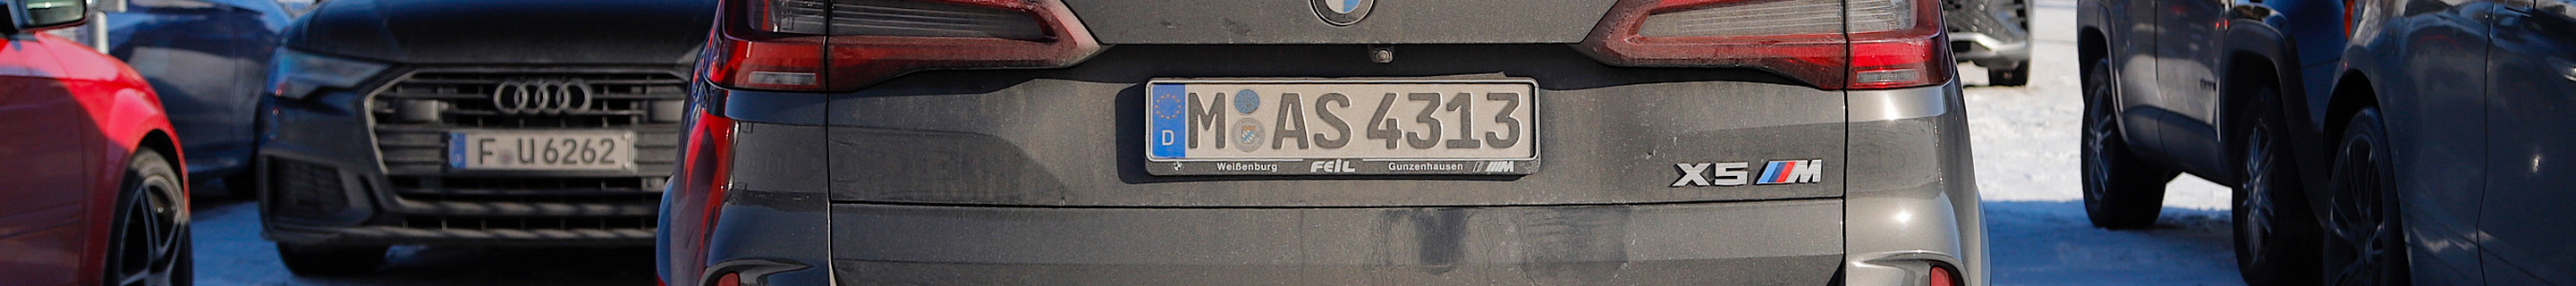 M AS 4313
D
Weißenburg FEIL Gunzenhausen M
X5 M
F U 6262